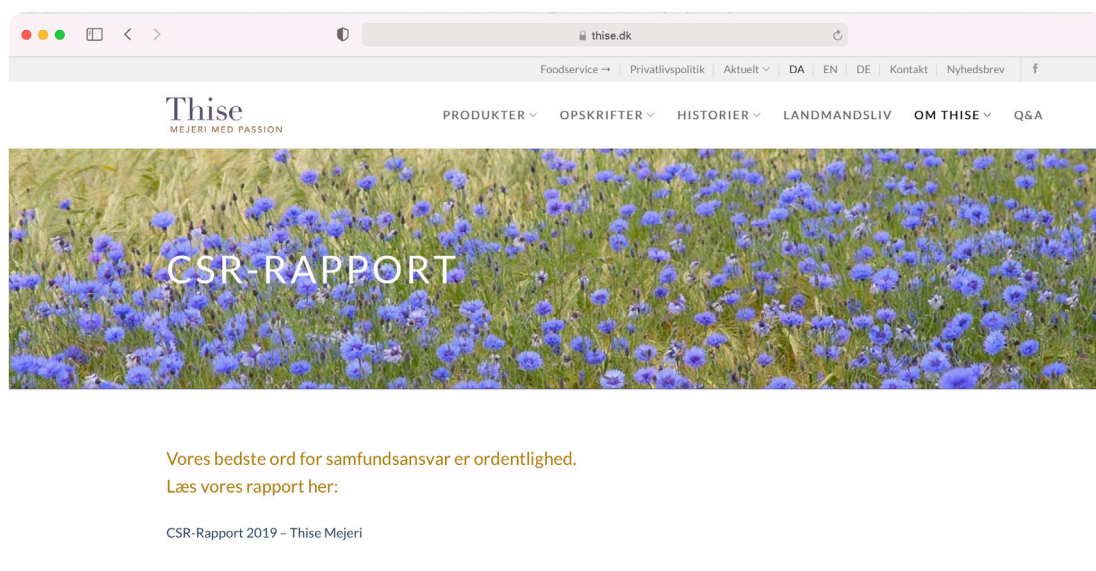 thise.dk
Foodservice → Privatlivspolitik Aktuelt DA EN DE Kontakt Nyhedsbrev f
Thise
MEJERI MED PASSION
PRODUKTER OPSKRIFTER HISTORIER LANDMANDSLIV OM THISE Q&A
CSR-RAPPORT
Vores bedste ord for samfundsansvar er ordentlighed.
Læs vores rapport her:
CSR-Rapport 2019 – Thise Mejeri